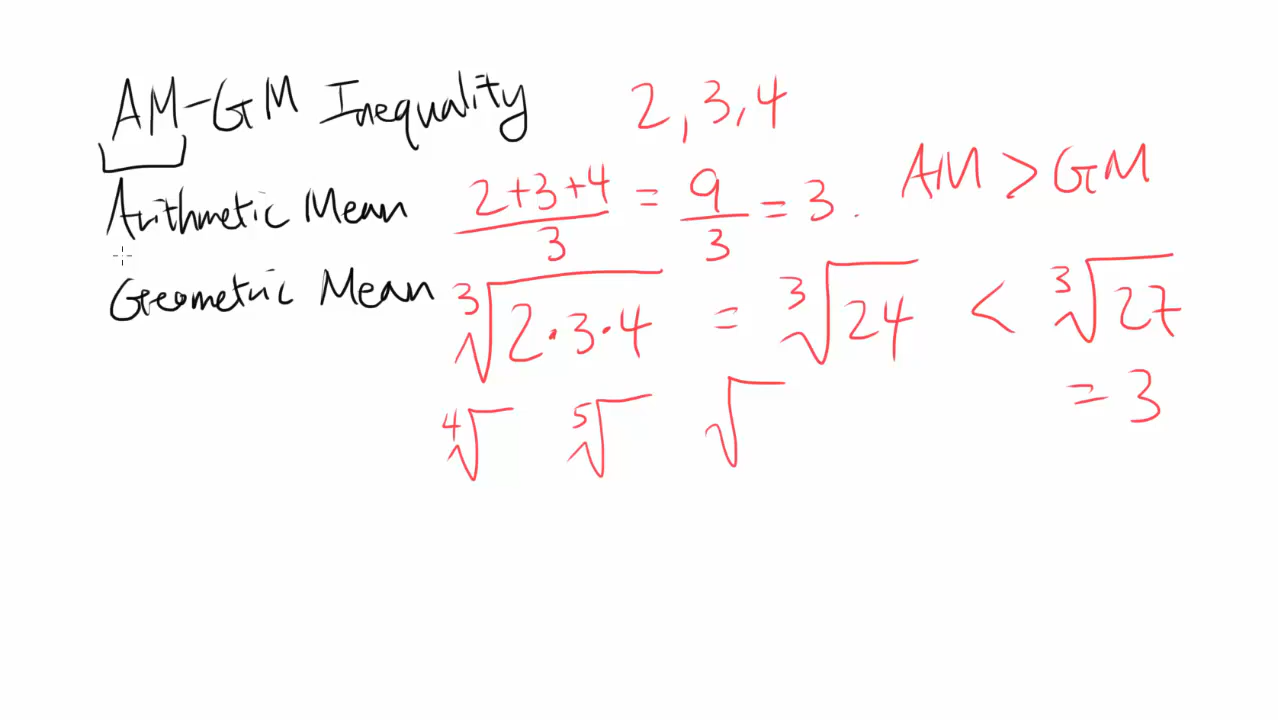 AM-GM Inequality 2, 3, 4
AM > GM
Arithmetic Mean 2+3+4/3 = 9/3 = 3.
Geometric Mean ∛(2·3·4) = ∛24 < ∛27
= 3
⁴√ ⁵√ √